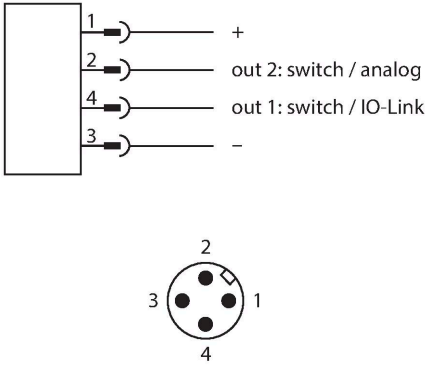 1 +
2 out 2: switch / analog
4 out 1: switch / IO-Link
3 –
2
3 1
4